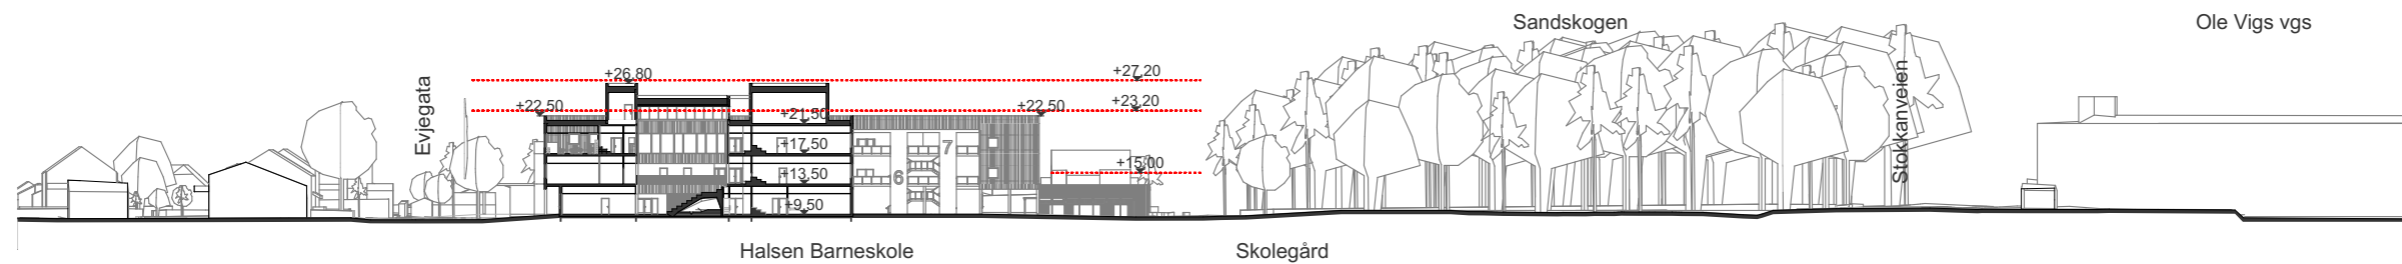 Sandskogen
Ole Vigs vgs
Evjegata
+26,80
+27,20
+22,50
+21,50
+22,50
+23,20
Stokkanveien
+17,50
7
+15,00
+13,50
6
+9,50
Halsen Barneskole
Skolegård